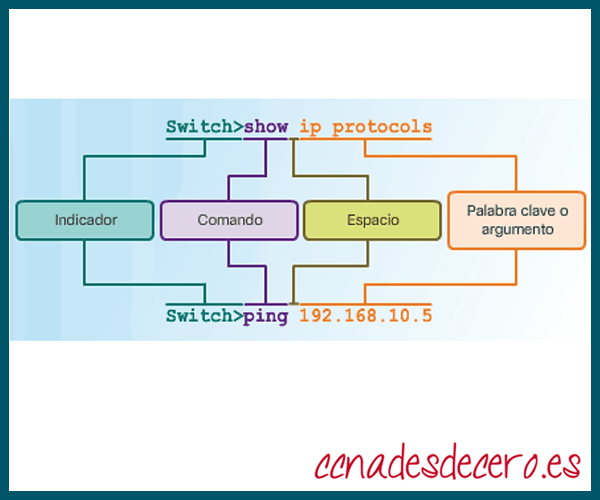 Switch>show ip protocols
Indicador
Comando
Espacio
Palabra clave o
argumento
Switch>ping 192.168.10.5
ccnadesdecero.es